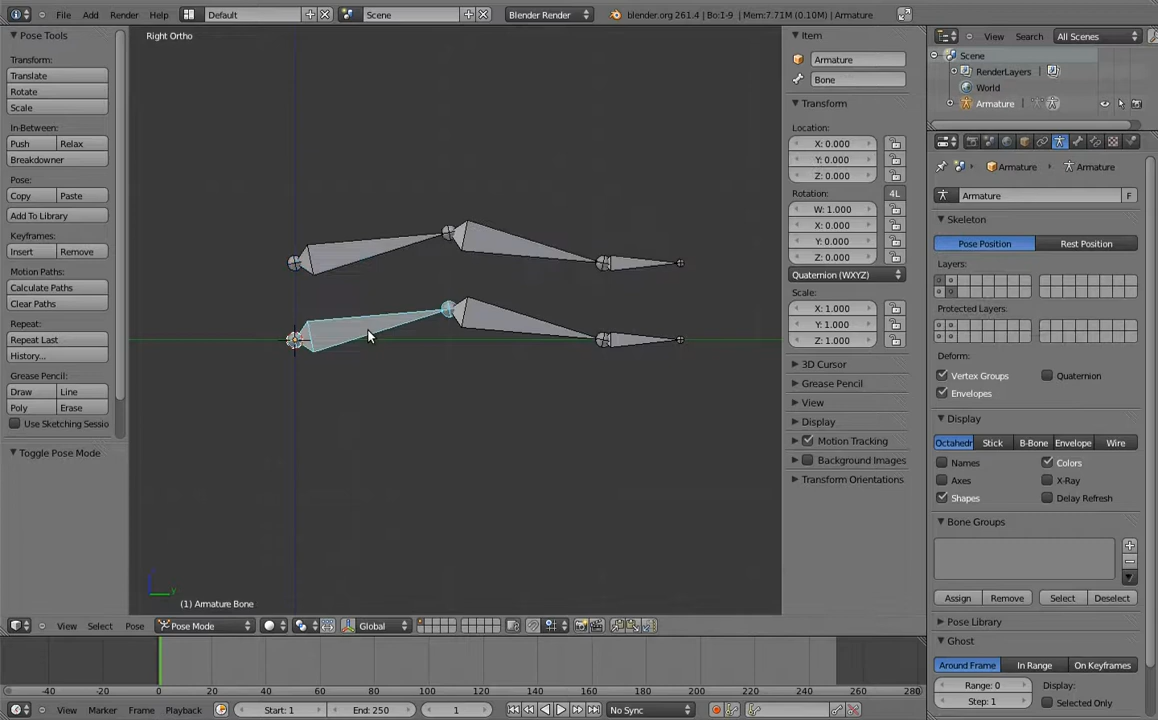 File Add Render Help Default Scene Blender Render blender.org 261.4 | Bo:1-9 | Mem:7.71M (0.10M) | Armature
Pose Tools
Transform:
Translate
Rotate
Scale
In-Between:
Push Relax
Breakdowner
Pose:
Copy Paste
Add To Library
Keyframes:
Insert Remove
Motion Paths:
Calculate Paths
Clear Paths
Repeat:
Repeat Last
History...
Grease Pencil:
Draw Line
Poly Erase
Use Sketching Sessio
Toggle Pose Mode
Right Ortho
(1) Armature Bone
Item
Armature
Bone
Transform
Location:
X: 0.000
Y: 0.000
Z: 0.000
Rotation: 4L
W: 1.000
X: 0.000
Y: 0.000
Z: 0.000
Quaternion (WXYZ)
Scale:
X: 1.000
Y: 1.000
Z: 1.000
3D Cursor
Grease Pencil
View
Display
Motion Tracking
Background Images
Transform Orientations
View Search All Scenes
Scene
RenderLayers
World
Armature
Armature Armature
Armature F
Skeleton
Pose Position Rest Position
Layers:
Protected Layers:
Deform:
Vertex Groups Quaternion
Envelopes
Display
Octahedr Stick B-Bone Envelope Wire
Names Colors
Axes X-Ray
Shapes Delay Refresh
Bone Groups
Assign Remove Select Deselect
Pose Library
Ghost
Around Frame In Range On Keyframes
Range: 0 Display:
Step: 1 Selected Only
View Select Pose Pose Mode Global
-40 -20 0 20 40 60 80 100 120 140 160 180 200 220 240 260 280
View Marker Frame Playback Start: 1 End: 250 1 No Sync